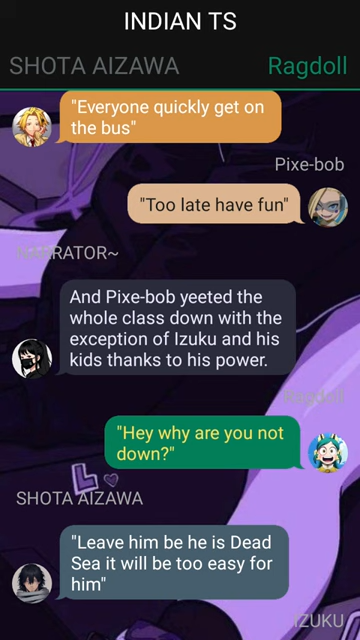 INDIAN TS
SHOTA AIZAWA
Ragdoll
"Everyone quickly get on
the bus"
Pixe-bob
"Too late have fun"
NARRATOR~
And Pixe-bob yeeted the
whole class down with the
exception of Izuku and his
kids thanks to his power.
Ragdoll
"Hey why are you not
down?"
L
SHOTA AIZAWA
"Leave him be he is Dead
Sea it will be too easy for
him"
IZUKU